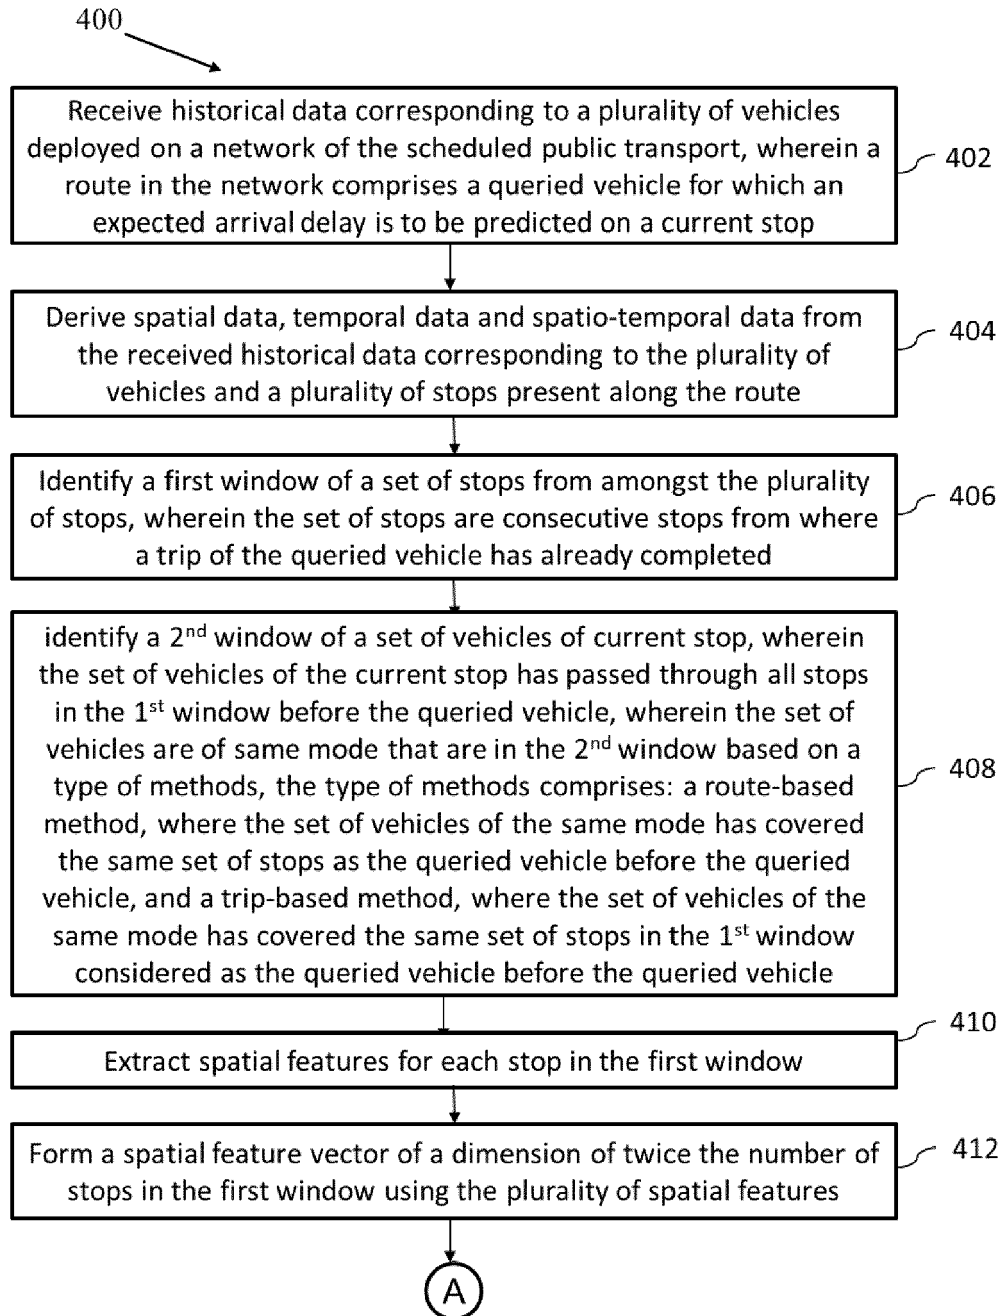 400
Receive historical data corresponding to a plurality of vehicles
deployed on a network of the scheduled public transport, wherein a
route in the network comprises a queried vehicle for which an
expected arrival delay is to be predicted on a current stop
402
Derive spatial data, temporal data and spatio-temporal data from
the received historical data corresponding to the plurality of
vehicles and a plurality of stops present along the route
404
Identify a first window of a set of stops from amongst the plurality
of stops, wherein the set of stops are consecutive stops from where
a trip of the queried vehicle has already completed
406
identify a 2nd window of a set of vehicles of current stop, wherein
the set of vehicles of the current stop has passed through all stops
in the 1st window before the queried vehicle, wherein the set of
vehicles are of same mode that are in the 2nd window based on a
type of methods, the type of methods comprises: a route-based
method, where the set of vehicles of the same mode has covered
the same set of stops as the queried vehicle before the queried
vehicle, and a trip-based method, where the set of vehicles of the
same mode has covered the same set of stops in the 1st window
considered as the queried vehicle before the queried vehicle
408
Extract spatial features for each stop in the first window
410
Form a spatial feature vector of a dimension of twice the number of
stops in the first window using the plurality of spatial features
412
A